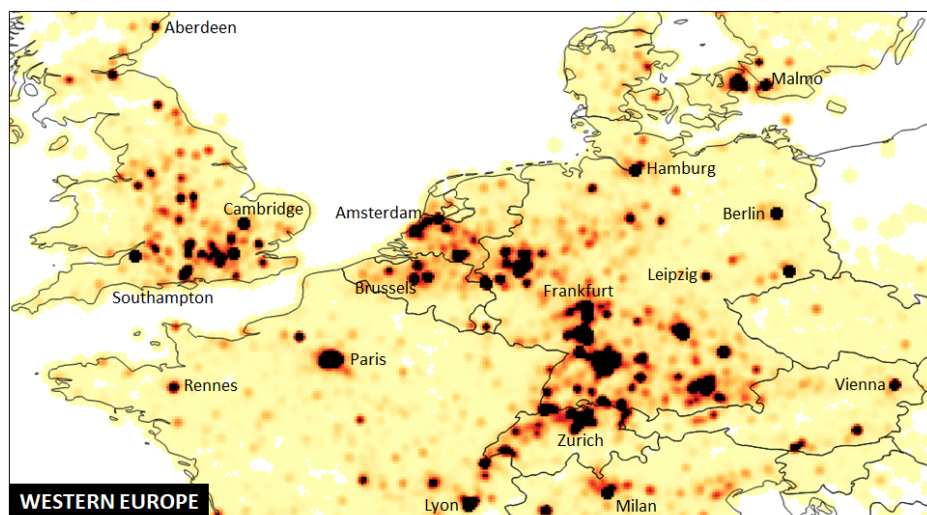 Aberdeen
Malmo
Hamburg
Cambridge
Amsterdam
Berlin
Brussels
Leipzig
Southampton
Frankfurt
Paris
Rennes
Vienna
Zurich
Lyon
Milan
WESTERN EUROPE